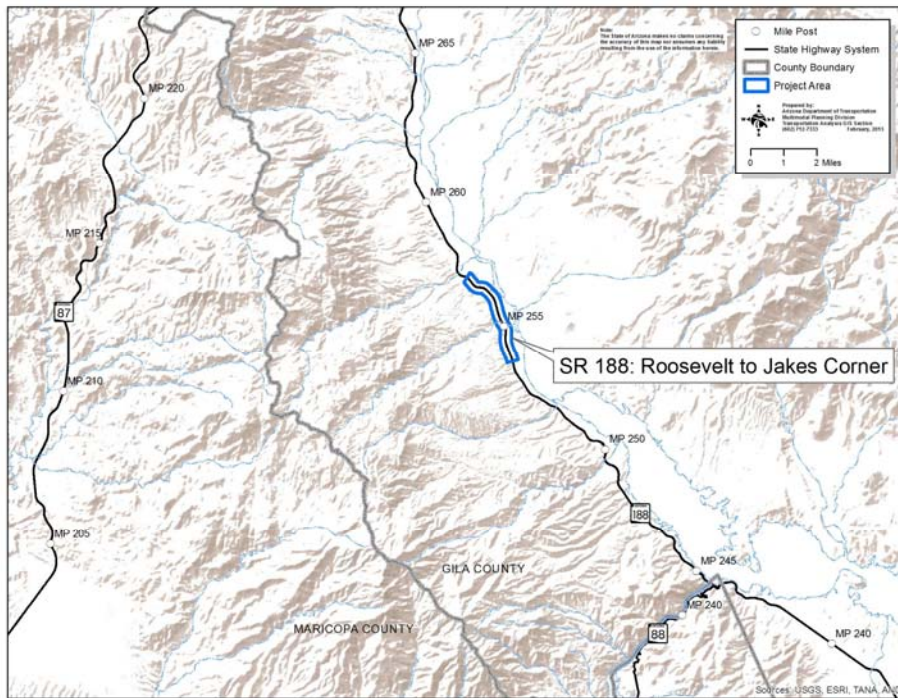 MP 265
Note:
The State of Arizona makes no claims concerning
the accuracy of this map nor assumes any liability
resulting from the use of the information herein.
Mile Post
State Highway System
County Boundary
Project Area
Prepared by:
Arizona Department of Transportation
Multimodal Planning Division
Transportation Analysis GIS Section
February, 2013
0 1 2 Miles
MP 220
MP 260
MP 215
87
MP 255
SR 188: Roosevelt to Jakes Corner
MP 210
MP 250
188
MP 205
MP 245
GILA COUNTY
MP 240
MARICOPA COUNTY
88
MP 240
Sources: USGS, ESRI, TANA, AND